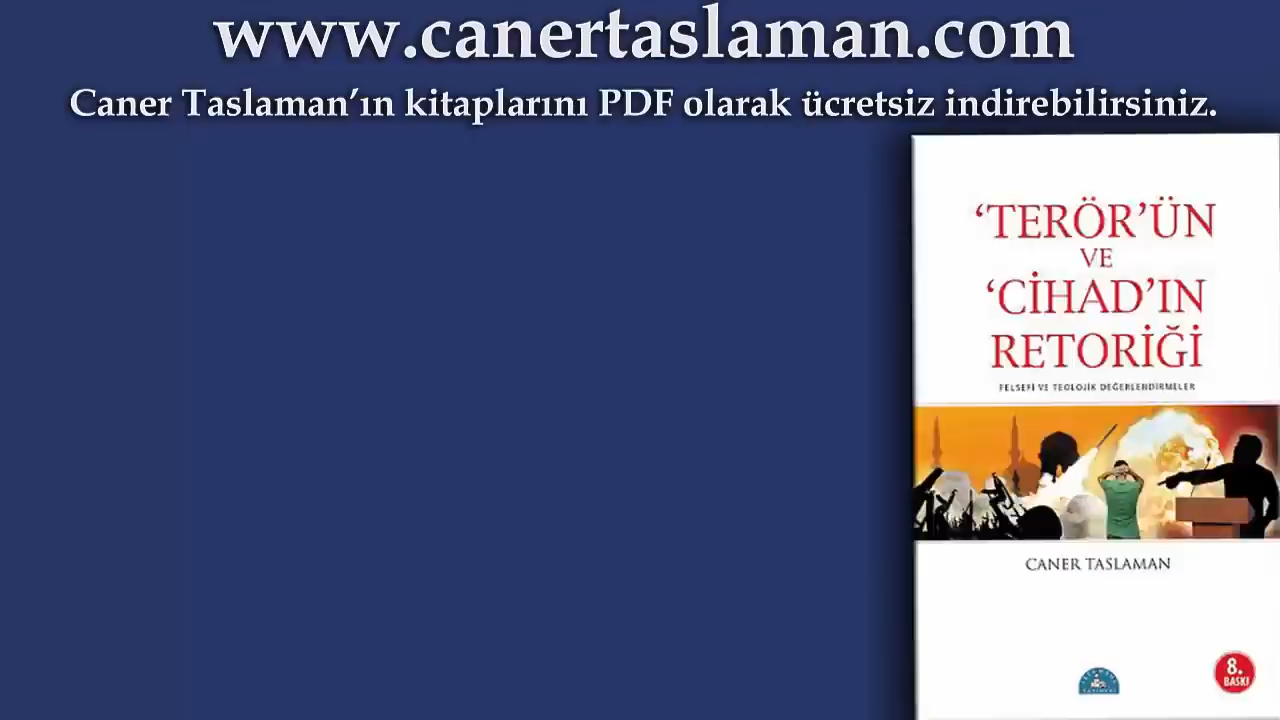 www.canertaslaman.com
Caner Taslaman’ın kitaplarını PDF olarak ücretsiz indirebilirsiniz.
‘TERÖR’ÜN
VE
‘CİHAD’IN
RETORİĞİ
FELSEFİ VE TEOLOJİK DEĞERLENDİRMELER
CANER TASLAMAN
8.
BASKI